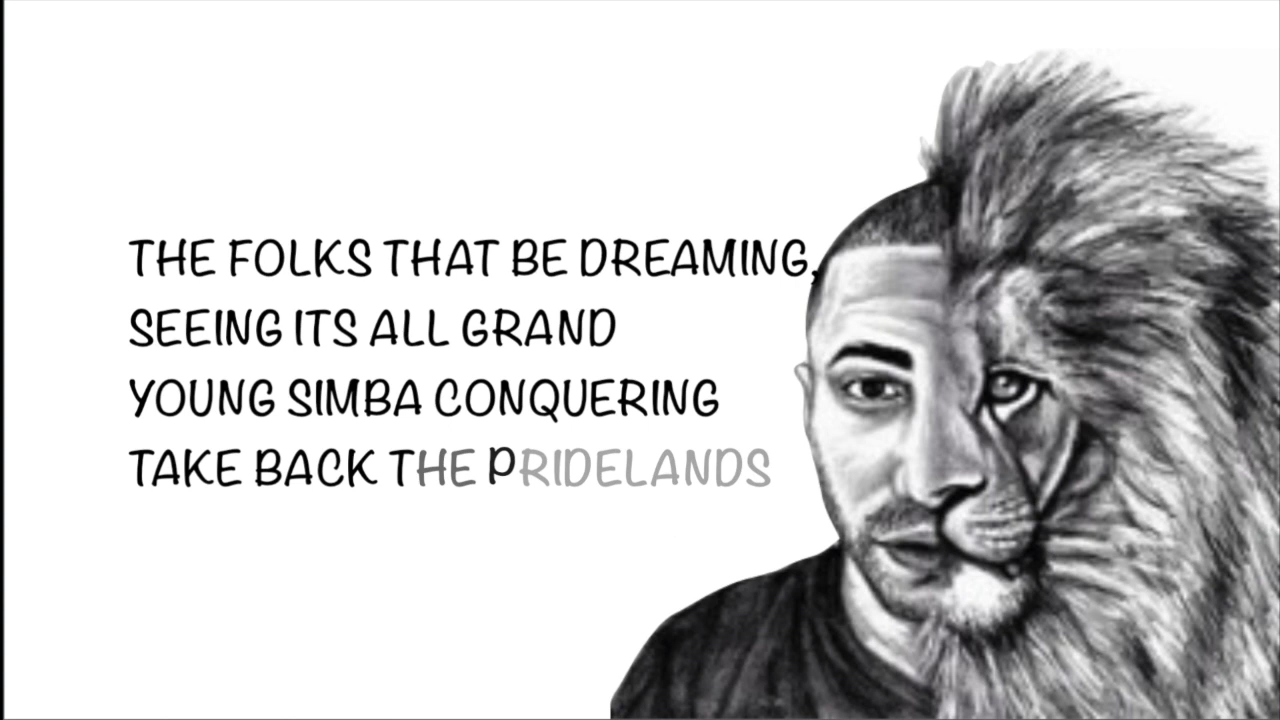 THE FOLKS THAT BE DREAMING,
SEEING ITS ALL GRAND
YOUNG SIMBA CONQUERING
TAKE BACK THE PRIDELANDS